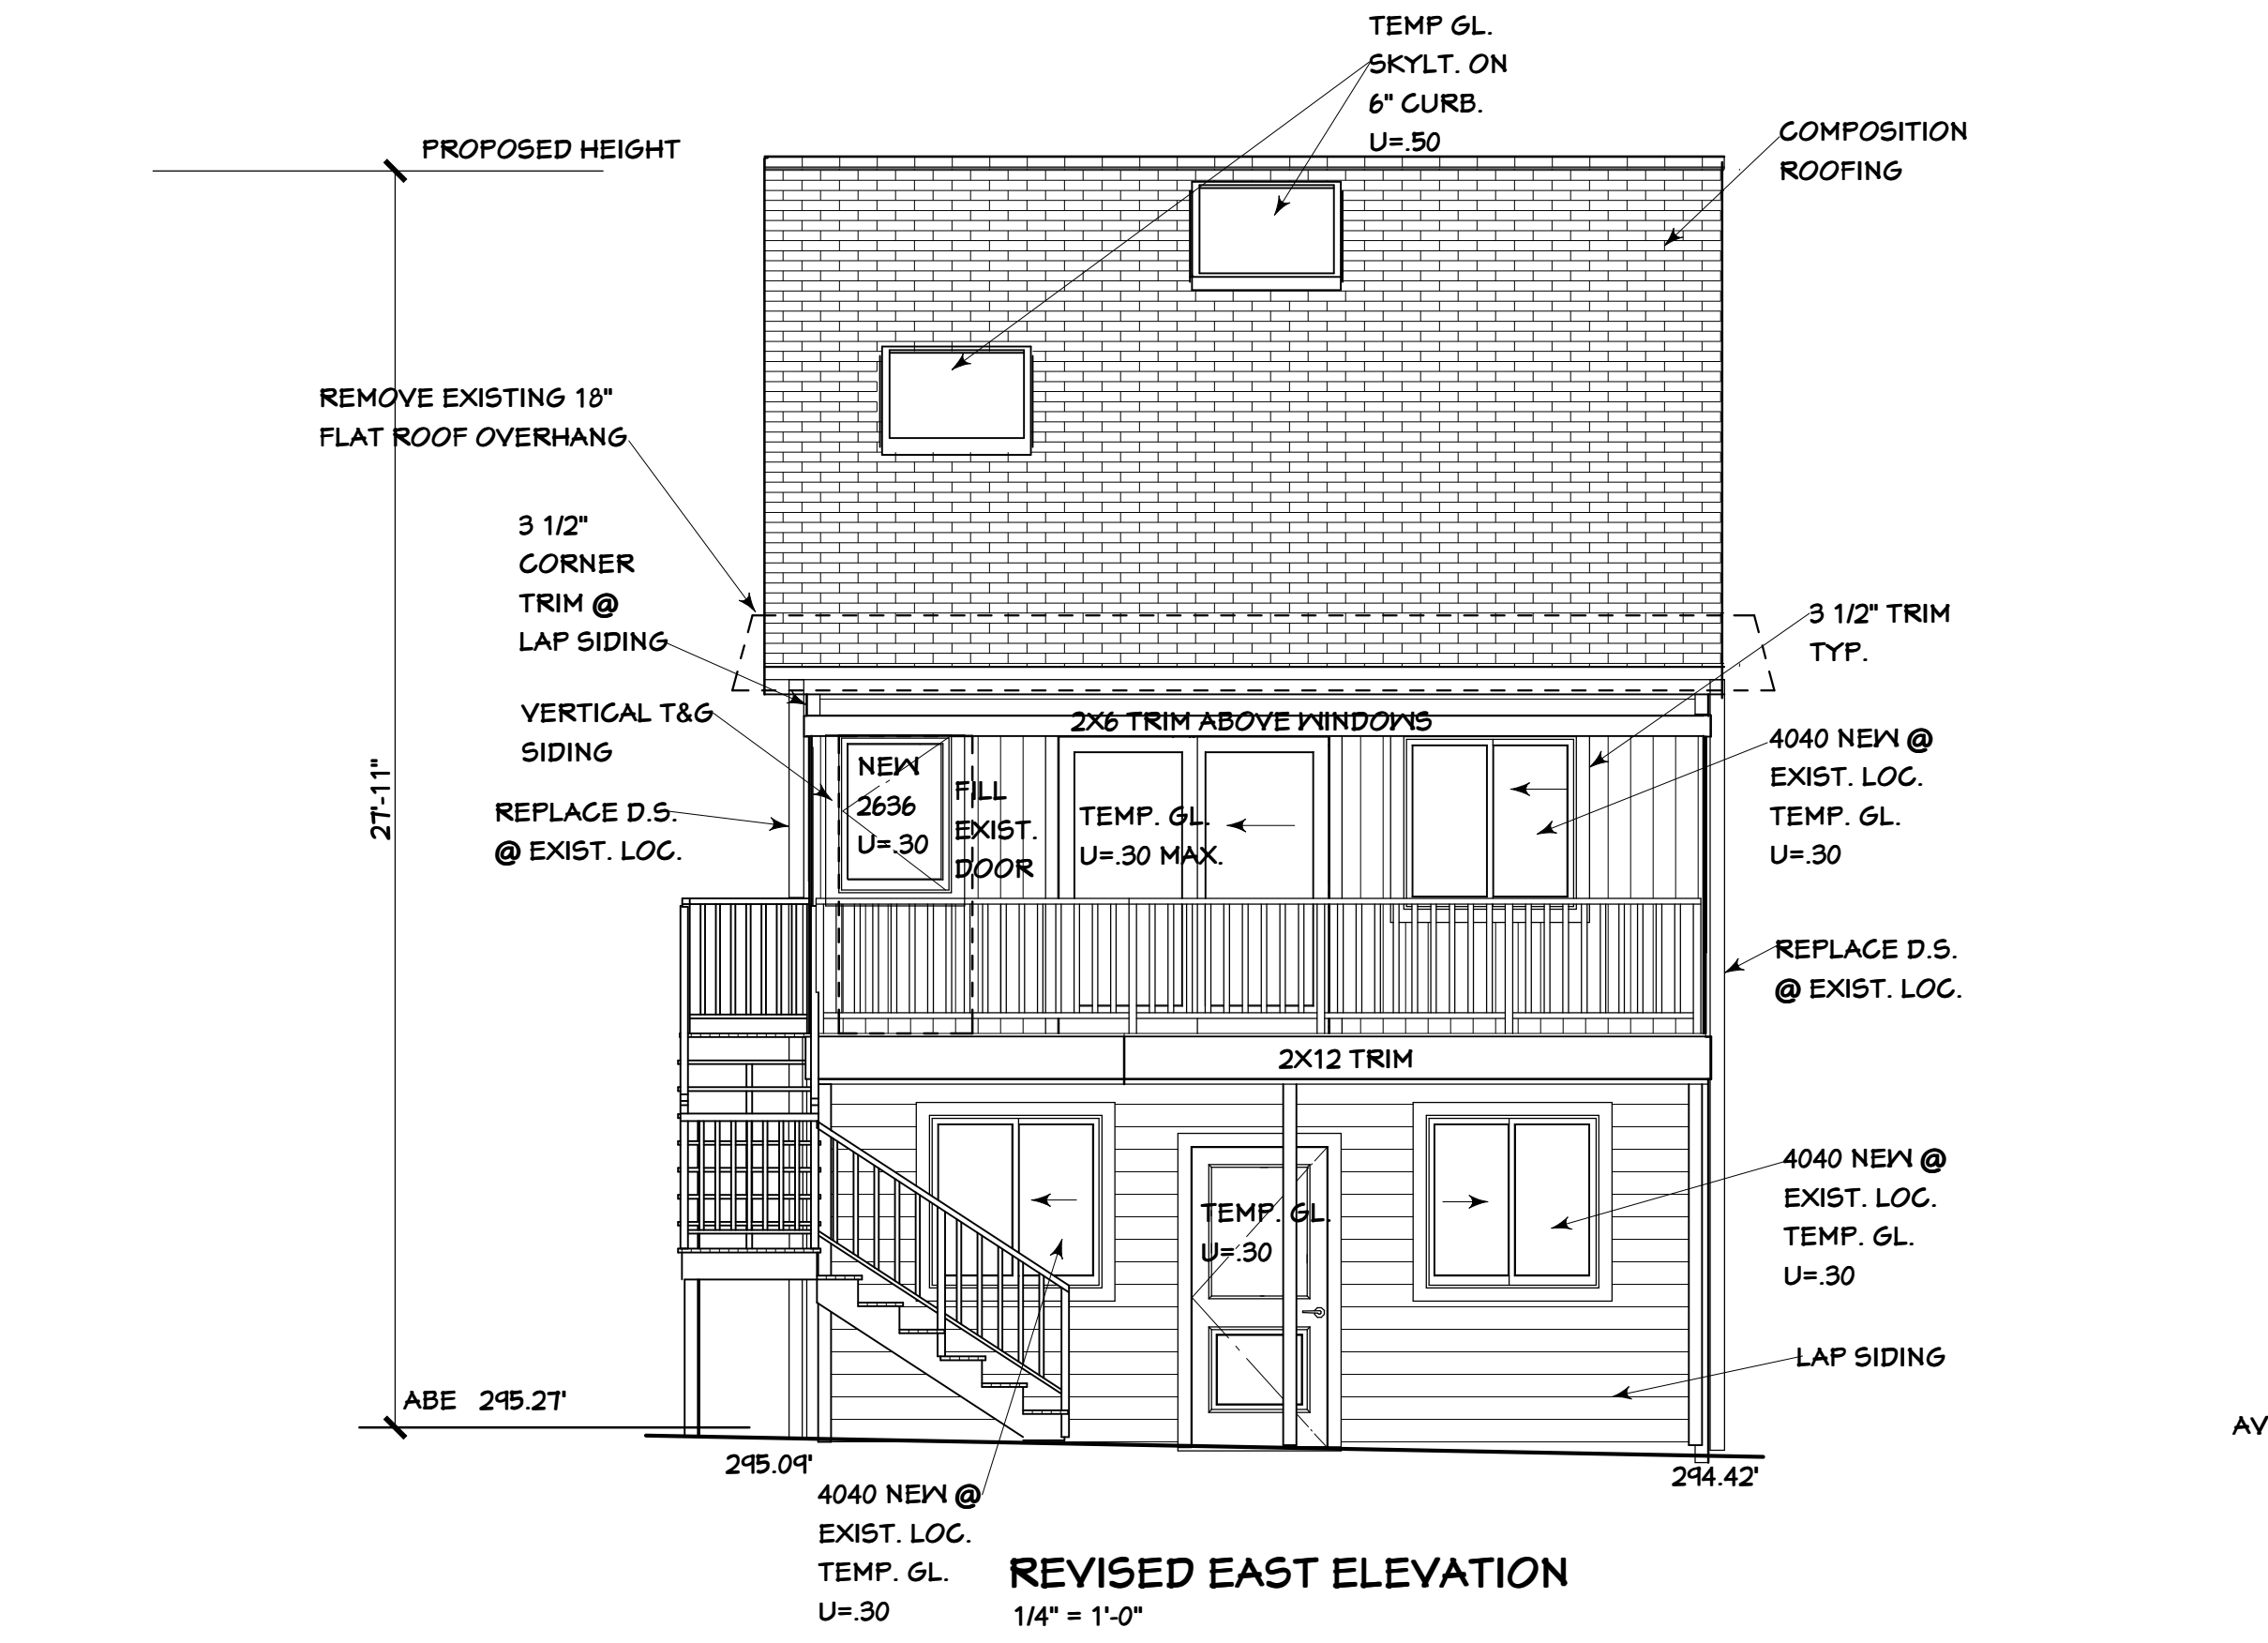 TEMP GL.
SKYLT. ON
6" CURB.
U=.50
PROPOSED HEIGHT
COMPOSITION
ROOFING
REMOVE EXISTING 18"
FLAT ROOF OVERHANG
3 1/2"
CORNER
TRIM @
LAP SIDING
3 1/2" TRIM
TYP.
VERTICAL T&G
SIDING
2X6 TRIM ABOVE WINDOWS
4040 NEW @
EXIST. LOC.
TEMP. GL.
U=.30
NEW
2636
U=.30
FILL
EXIST.
DOOR
TEMP. GL.
U=.30 MAX.
27'-11"
REPLACE D.S.
@ EXIST. LOC.
REPLACE D.S.
@ EXIST. LOC.
2X12 TRIM
4040 NEW @
EXIST. LOC.
TEMP. GL.
U=.30
TEMP. GL.
U=.30
LAP SIDING
ABE 295.27'
AV
295.09'
294.42'
4040 NEW @
EXIST. LOC.
TEMP. GL.
U=.30
REVISED EAST ELEVATION
1/4" = 1'-0"